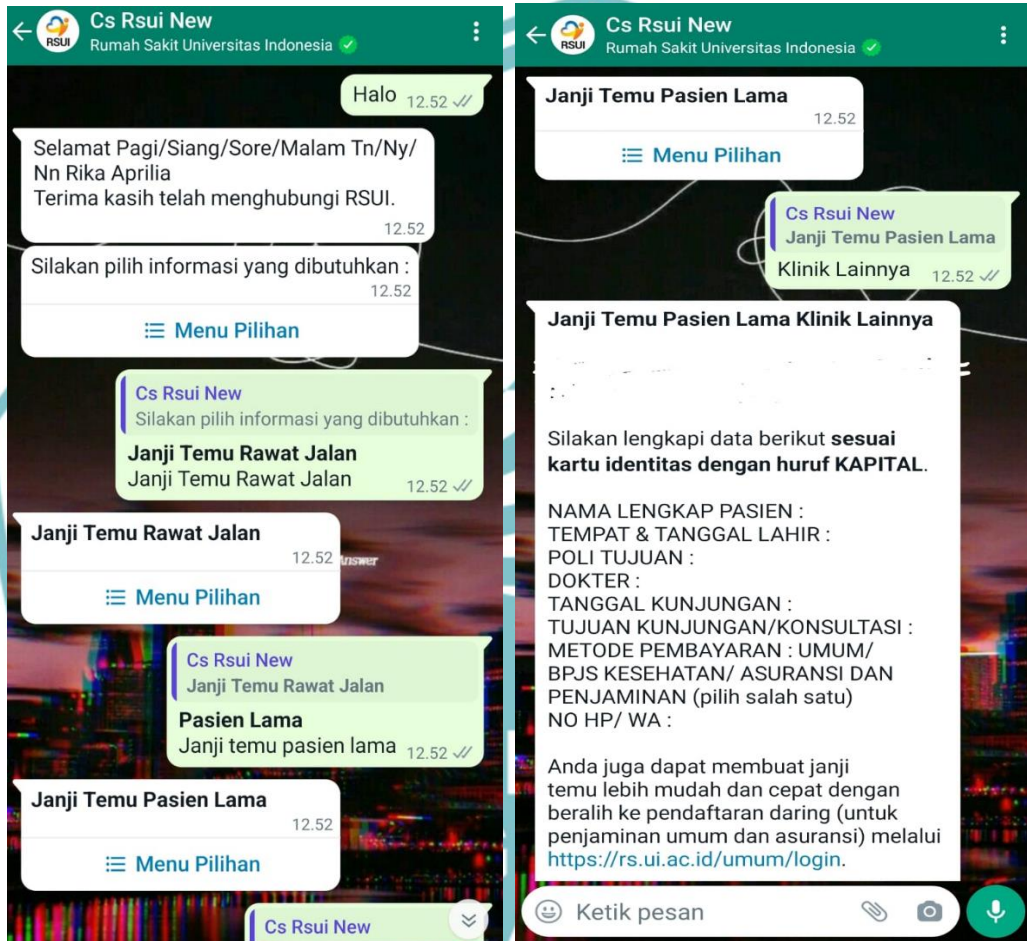 Cs Rsui New
RSUI
Rumah Sakit Universitas Indonesia
Halo 12.52
Selamat Pagi/Siang/Sore/Malam Tn/Ny/
Nn Rika Aprilia
Terima kasih telah menghubungi RSUI.
12.52
Silakan pilih informasi yang dibutuhkan :
12.52
Menu Pilihan
Cs Rsui New
Silakan pilih informasi yang dibutuhkan :
Janji Temu Rawat Jalan
Janji Temu Rawat Jalan 12.52
Janji Temu Rawat Jalan
12.52 Answer
Menu Pilihan
Cs Rsui New
Janji Temu Rawat Jalan
Pasien Lama
Janji temu pasien lama 12.52
Janji Temu Pasien Lama
12.52
Menu Pilihan
Cs Rsui New
Cs Rsui New
RSUI
Rumah Sakit Universitas Indonesia
Janji Temu Pasien Lama
12.52
Menu Pilihan
Cs Rsui New
Janji Temu Pasien Lama
Klinik Lainnya 12.52
Janji Temu Pasien Lama Klinik Lainnya
Silakan lengkapi data berikut sesuai
kartu identitas dengan huruf KAPITAL.
NAMA LENGKAP PASIEN :
TEMPAT & TANGGAL LAHIR :
POLI TUJUAN :
DOKTER :
TANGGAL KUNJUNGAN :
TUJUAN KUNJUNGAN/KONSULTASI :
METODE PEMBAYARAN : UMUM/
BPJS KESEHATAN/ ASURANSI DAN
PENJAMINAN (pilih salah satu)
NO HP/ WA :
Anda juga dapat membuat janji
temu lebih mudah dan cepat dengan
beralih ke pendaftaran daring (untuk
penjaminan umum dan asuransi) melalui
https://rs.ui.ac.id/umum/login.
Ketik pesan